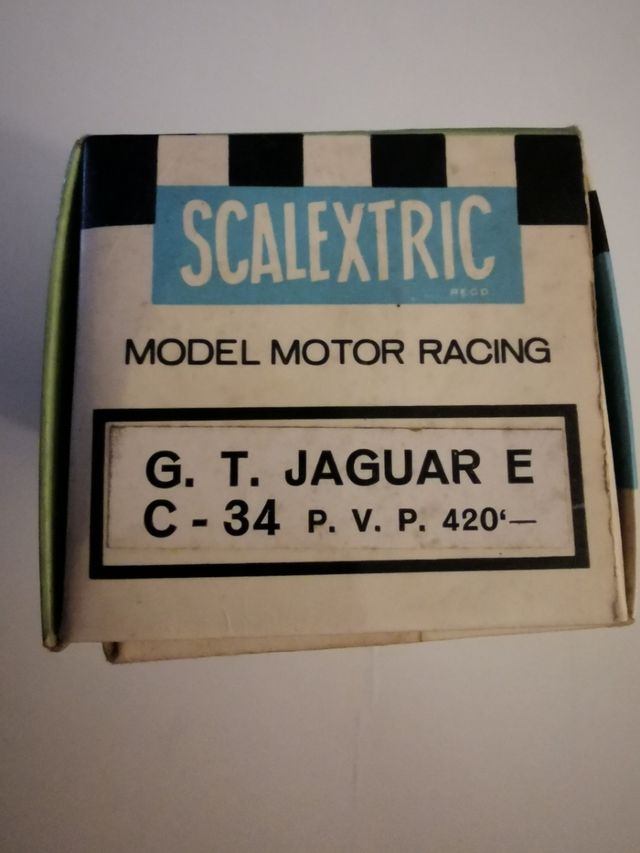 SCALEXTRIC
REGD.
MODEL MOTOR RACING
G. T. JAGUAR E
C - 34 P. V. P. 420‘—